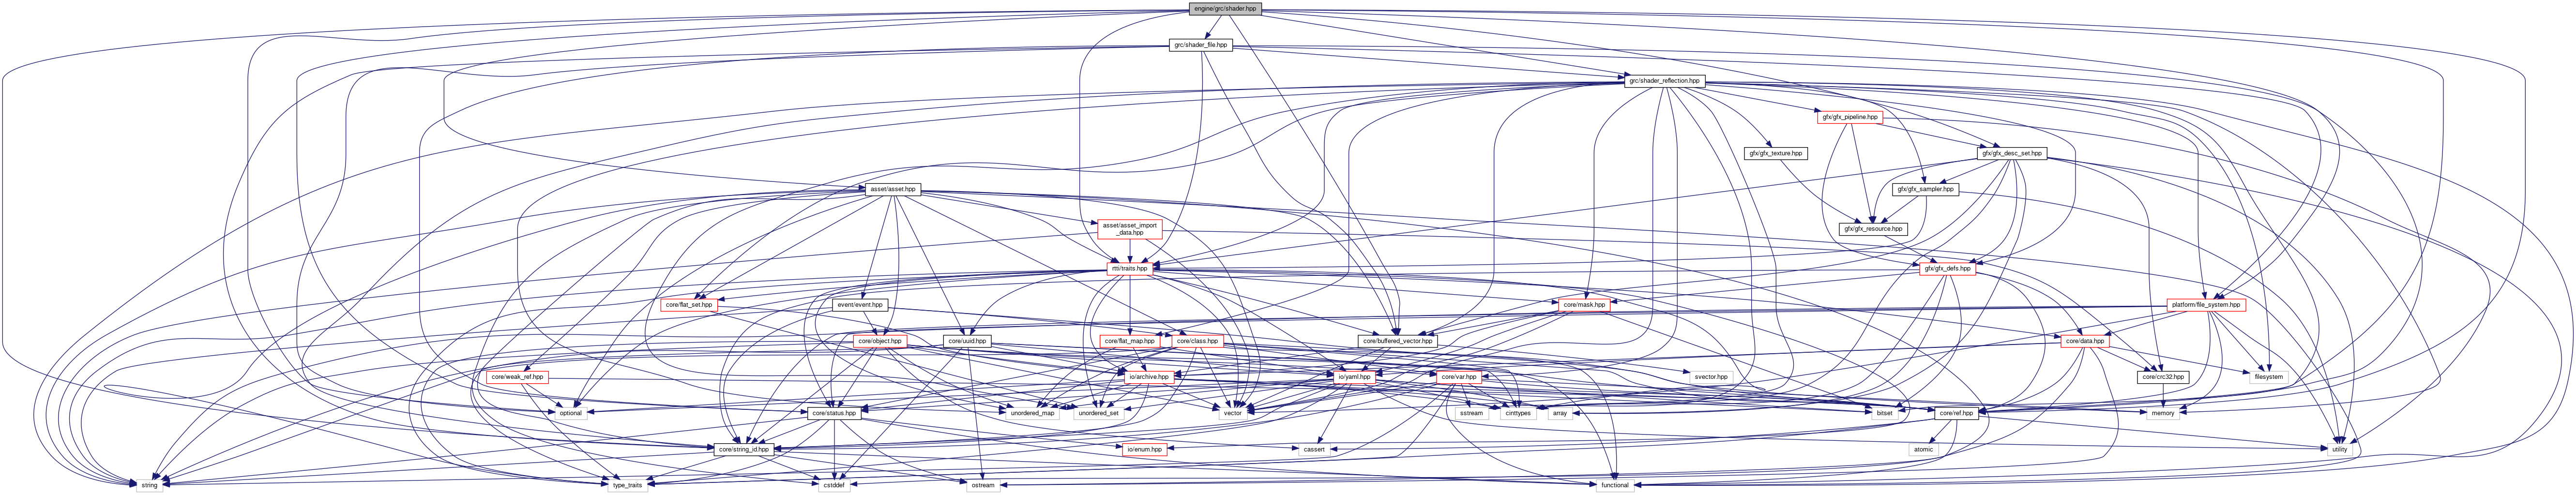 engine/grc/shader.hpp
grc/shader_file.hpp
grc/shader_reflection.hpp
gfx/gfx_pipeline.hpp
gfx/gfx_texture.hpp
gfx/gfx_desc_set.hpp
asset/asset.hpp
gfx/gfx_sampler.hpp
asset/asset_import
_data.hpp
gfx/gfx_resource.hpp
rtti/traits.hpp
gfx/gfx_defs.hpp
core/flat_set.hpp
event/event.hpp
core/mask.hpp
platform/file_system.hpp
core/object.hpp
core/uuid.hpp
core/flat_map.hpp
core/class.hpp
core/buffered_vector.hpp
core/data.hpp
core/weak_ref.hpp
io/archive.hpp
io/yaml.hpp
core/var.hpp
svector.hpp
core/crc32.hpp
filesystem
optional
core/status.hpp
unordered_map
unordered_set
vector
sstream
cinttypes
array
bitset
core/ref.hpp
memory
core/string_id.hpp
io/enum.hpp
cassert
atomic
utility
string
type_traits
cstddef
ostream
functional